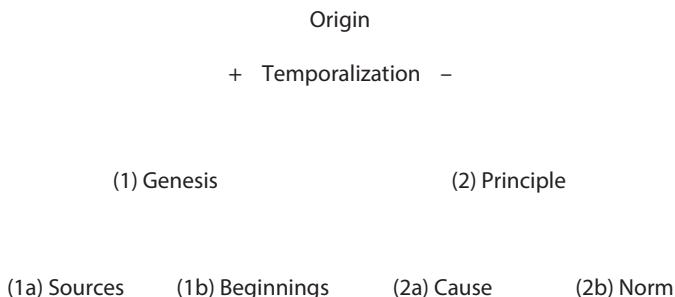 Origin
+ Temporalization –
(1) Genesis (2) Principle
(1a) Sources (1b) Beginnings (2a) Cause (2b) Norm